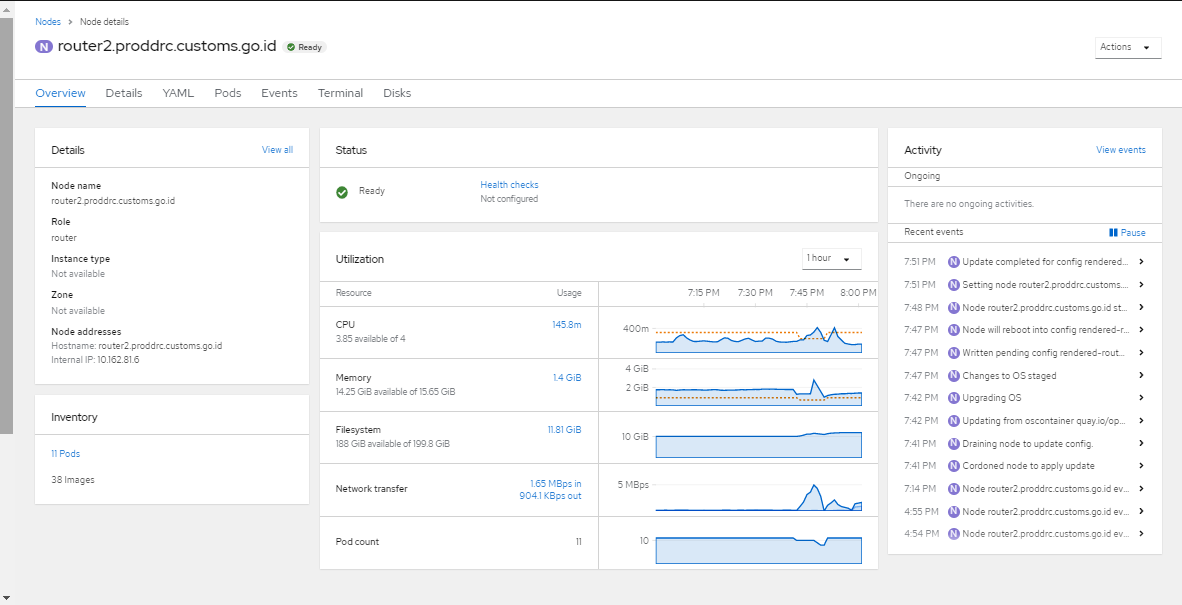 Nodes > Node details
N router2.proddrc.customs.go.id Ready
Actions
Overview Details YAML Pods Events Terminal Disks
Details View all
Node name
router2.proddrc.customs.go.id
Role
router
Instance type
Not available
Zone
Not available
Node addresses
Hostname: router2.proddrc.customs.go.id
Internal IP: 10.162.81.6
Inventory
11 Pods
38 Images
Status
Ready
Health checks
Not configured
Utilization 1 hour
Resource Usage 7:15 PM 7:30 PM 7:45 PM 8:00 PM
CPU 145.8m
3.85 available of 4
400m
Memory 1.4 GiB
14.25 GiB available of 15.65 GiB
4 GiB
2 GiB
Filesystem 11.81 GiB
188 GiB available of 199.8 GiB
10 GiB
Network transfer 1.65 MBps in
904.1 KBps out
5 MBps
Pod count 11
10
Activity View events
Ongoing
There are no ongoing activities.
Recent events Pause
7:51 PM N Update completed for config rendered...
7:51 PM N Setting node router2.proddrc.customs....
7:48 PM N Node router2.proddrc.customs.go.id st...
7:47 PM N Node will reboot into config rendered-r...
7:47 PM N Written pending config rendered-rout...
7:47 PM N Changes to OS staged
7:42 PM N Upgrading OS
7:42 PM N Updating from oscontainer quay.io/op...
7:41 PM N Draining node to update config.
7:41 PM N Cordoned node to apply update
7:14 PM N Node router2.proddrc.customs.go.id ev...
4:55 PM N Node router2.proddrc.customs.go.id ev...
4:54 PM N Node router2.proddrc.customs.go.id ev...